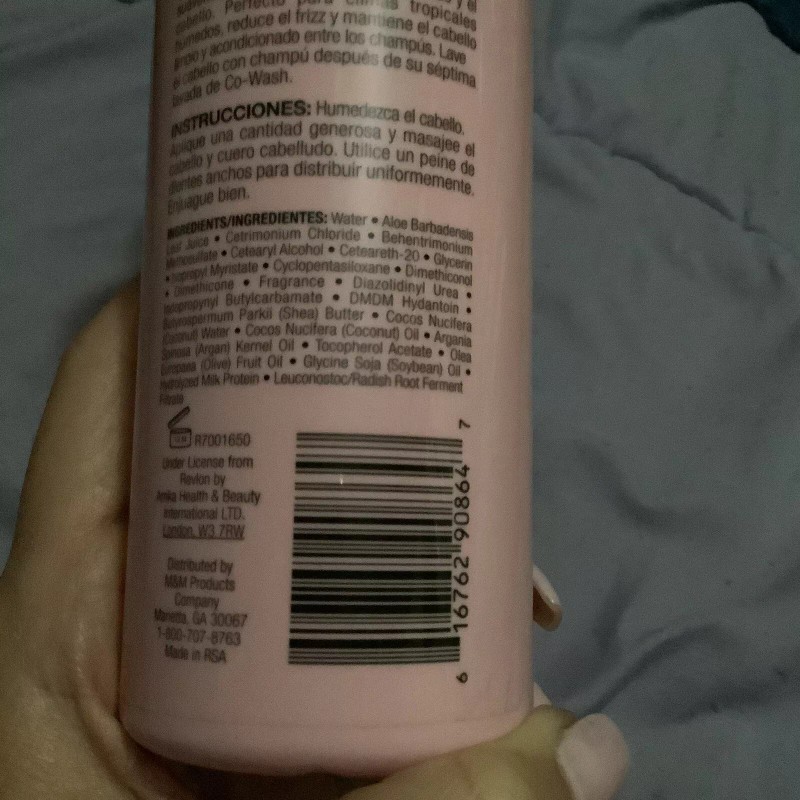 cabello. Perfecto para climas tropicales
húmedos, reduce el frizz y mantiene el cabello
limpio y acondicionado entre los champús. Lave
el cabello con champú después de su séptima
lavada de Co-Wash.
INSTRUCCIONES: Humedezca el cabello.
Aplique una cantidad generosa y masajee el
cabello y cuero cabelludo. Utilice un peine de
dientes anchos para distribuir uniformemente.
Enjuague bien.
INGREDIENTS/INGREDIENTES: Water • Aloe Barbadensis
Leaf Juice • Cetrimonium Chloride • Behentrimonium
Methosulfate • Cetearyl Alcohol • Ceteareth-20 • Glycerin
• Isopropyl Myristate • Cyclopentasiloxane • Dimethiconol
• Dimethicone • Fragrance • Diazolidinyl Urea •
Iodopropynyl Butylcarbamate • DMDM Hydantoin •
Butyrospermum Parkii (Shea) Butter • Cocos Nucifera
(Coconut) Water • Cocos Nucifera (Coconut) Oil • Argania
Spinosa (Argan) Kernel Oil • Tocopherol Acetate • Olea
Europaea (Olive) Fruit Oil • Glycine Soja (Soybean) Oil •
Hydrolyzed Milk Protein • Leuconostoc/Radish Root Ferment
Filtrate
R7001650
Under License from
Revlon by
Amka Health & Beauty
International LTD.
London, W3 7RW
Distributed by
M&M Products
Company
Marietta, GA 30067
1-800-707-8763
Made in RSA
6 16762 90864 7